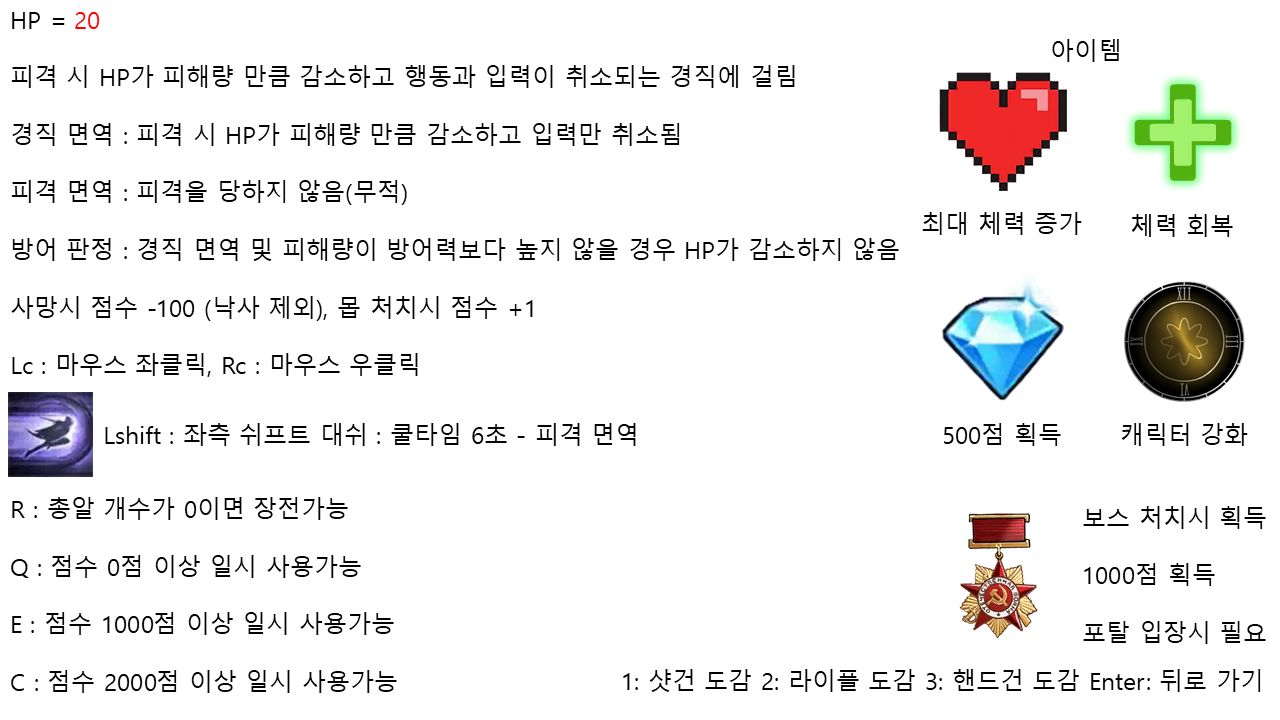 HP = 20
피격 시 HP가 피해량 만큼 감소하고 행동과 입력이 취소되는 경직에 걸림
경직 면역 : 피격 시 HP가 피해량 만큼 감소하고 입력만 취소됨
피격 면역 : 피격을 당하지 않음(무적)
방어 판정 : 경직 면역 및 피해량이 방어력보다 높지 않을 경우 HP가 감소하지 않음
사망시 점수 -100 (낙사 제외), 몹 처치시 점수 +1
Lc : 마우스 좌클릭, Rc : 마우스 우클릭
Lshift : 좌측 쉬프트 대쉬 : 쿨타임 6초 - 피격 면역
R : 총알 개수가 0이면 장전가능
Q : 점수 0점 이상 일시 사용가능
E : 점수 1000점 이상 일시 사용가능
C : 점수 2000점 이상 일시 사용가능
아이템
최대 체력 증가
체력 회복
XII
III
VI
IX
500점 획득
캐릭터 강화
ОТЕЧЕСТВЕННАЯ ВОЙНА
보스 처치시 획득
1000점 획득
포탈 입장시 필요
1: 샷건 도감 2: 라이플 도감 3: 핸드건 도감 Enter: 뒤로 가기